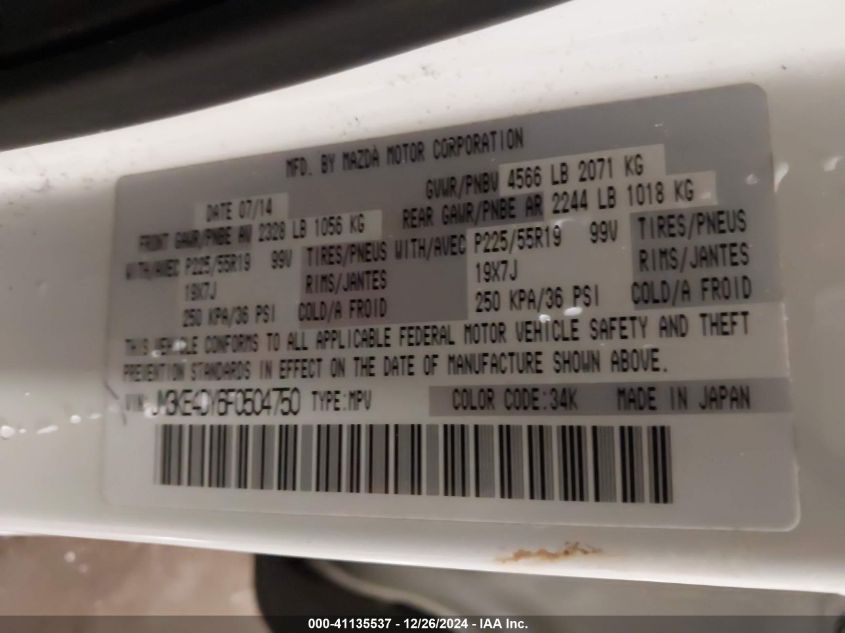 MFD. BY MAZDA MOTOR CORPORATION
DATE 07/14 GVWR/PNBV 4566 LB 2071 KG
FRONT GAWR/PNBE AV 2328 LB 1056 KG REAR GAWR/PNBE AR 2244 LB 1018 KG
WITH/AVEC P225/55R19 99V TIRES/PNEUS WITH/AVEC P225/55R19 99V TIRES/PNEUS
19X7J RIMS/JANTES 19X7J RIMS/JANTES
250 KPA/36 PSI COLD/A FROID 250 KPA/36 PSI COLD/A FROID
THIS VEHICLE CONFORMS TO ALL APPLICABLE FEDERAL MOTOR VEHICLE SAFETY AND THEFT
PREVENTION STANDARDS IN EFFECT ON THE DATE OF MANUFACTURE SHOWN ABOVE.
VIN: JM3KE4DY6F0504750 TYPE:MPV COLOR CODE:34K MADE IN JAPAN
000-41135537 - 12/26/2024 - IAA Inc.